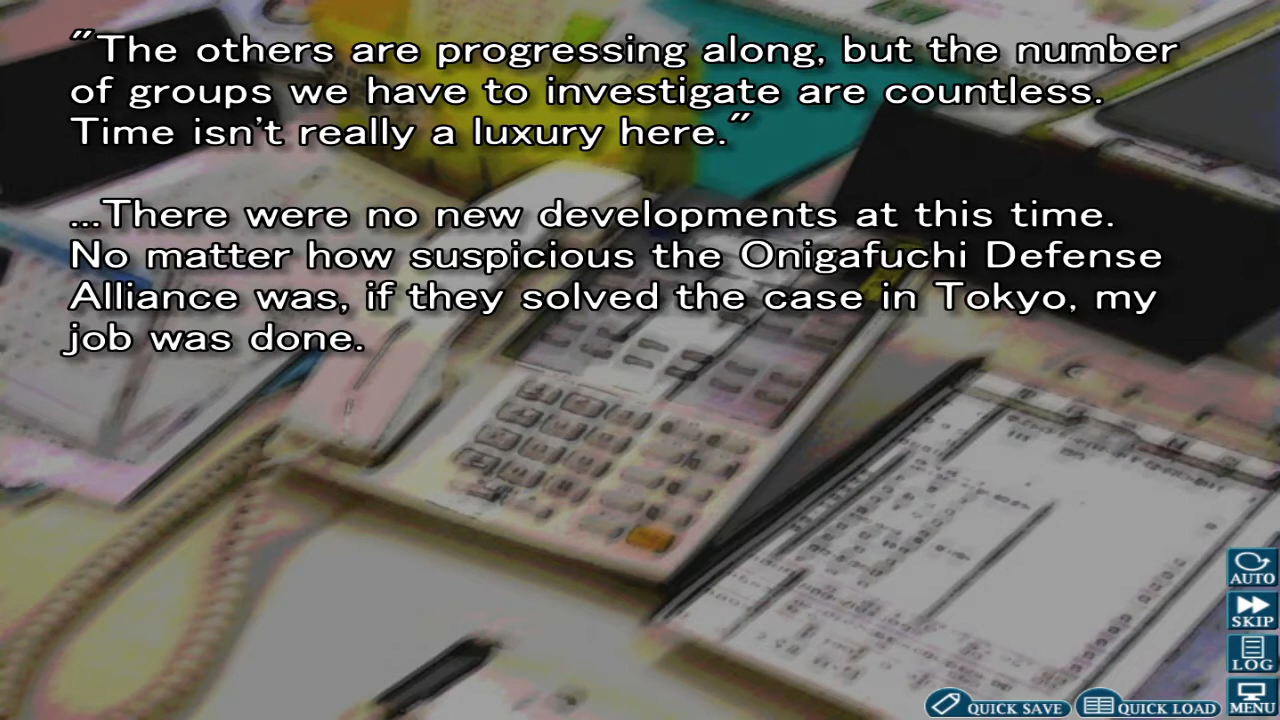 "The others are progressing along, but the number
of groups we have to investigate are countless.
Time isn't really a luxury here."
...There were no new developments at this time.
No matter how suspicious the Onigafuchi Defense
Alliance was, if they solved the case in Tokyo, my
job was done.
AUTO
SKIP
LOG
MENU
QUICK SAVE
QUICK LOAD